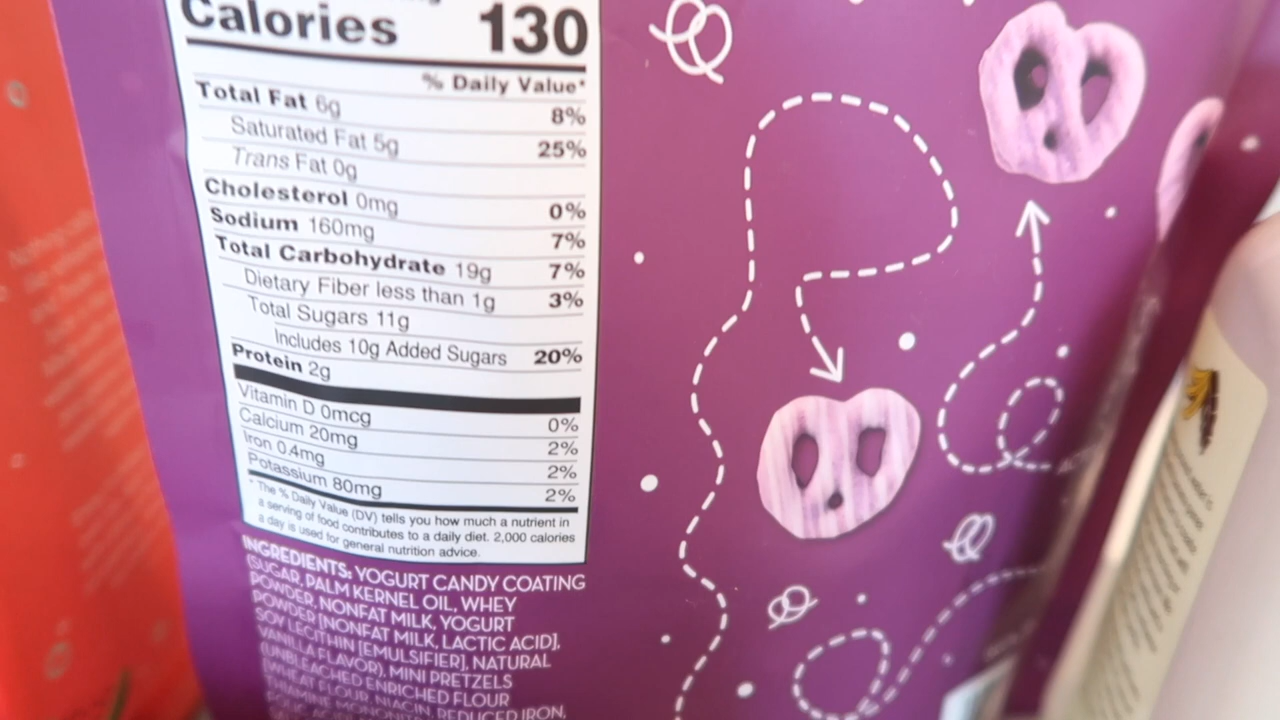 Calories 130
% Daily Value*
Total Fat 6g 8%
Saturated Fat 5g 25%
Trans Fat 0g
Cholesterol 0mg 0%
Sodium 160mg 7%
Total Carbohydrate 19g 7%
Dietary Fiber less than 1g 3%
Total Sugars 11g
Includes 10g Added Sugars 20%
Protein 2g
Vitamin D 0mcg 0%
Calcium 20mg 2%
Iron 0.4mg 2%
Potassium 80mg 2%
* The % Daily Value (DV) tells you how much a nutrient in
a serving of food contributes to a daily diet. 2,000 calories
a day is used for general nutrition advice.
INGREDIENTS: YOGURT CANDY COATING
(SUGAR, PALM KERNEL OIL, WHEY
POWDER, NONFAT MILK, YOGURT
POWDER [NONFAT MILK, LACTIC ACID],
SOY LECITHIN [EMULSIFIER], NATURAL
VANILLA FLAVOR), MINI PRETZELS
(UNBLEACHED ENRICHED FLOUR
[WHEAT FLOUR, NIACIN, REDUCED IRON,